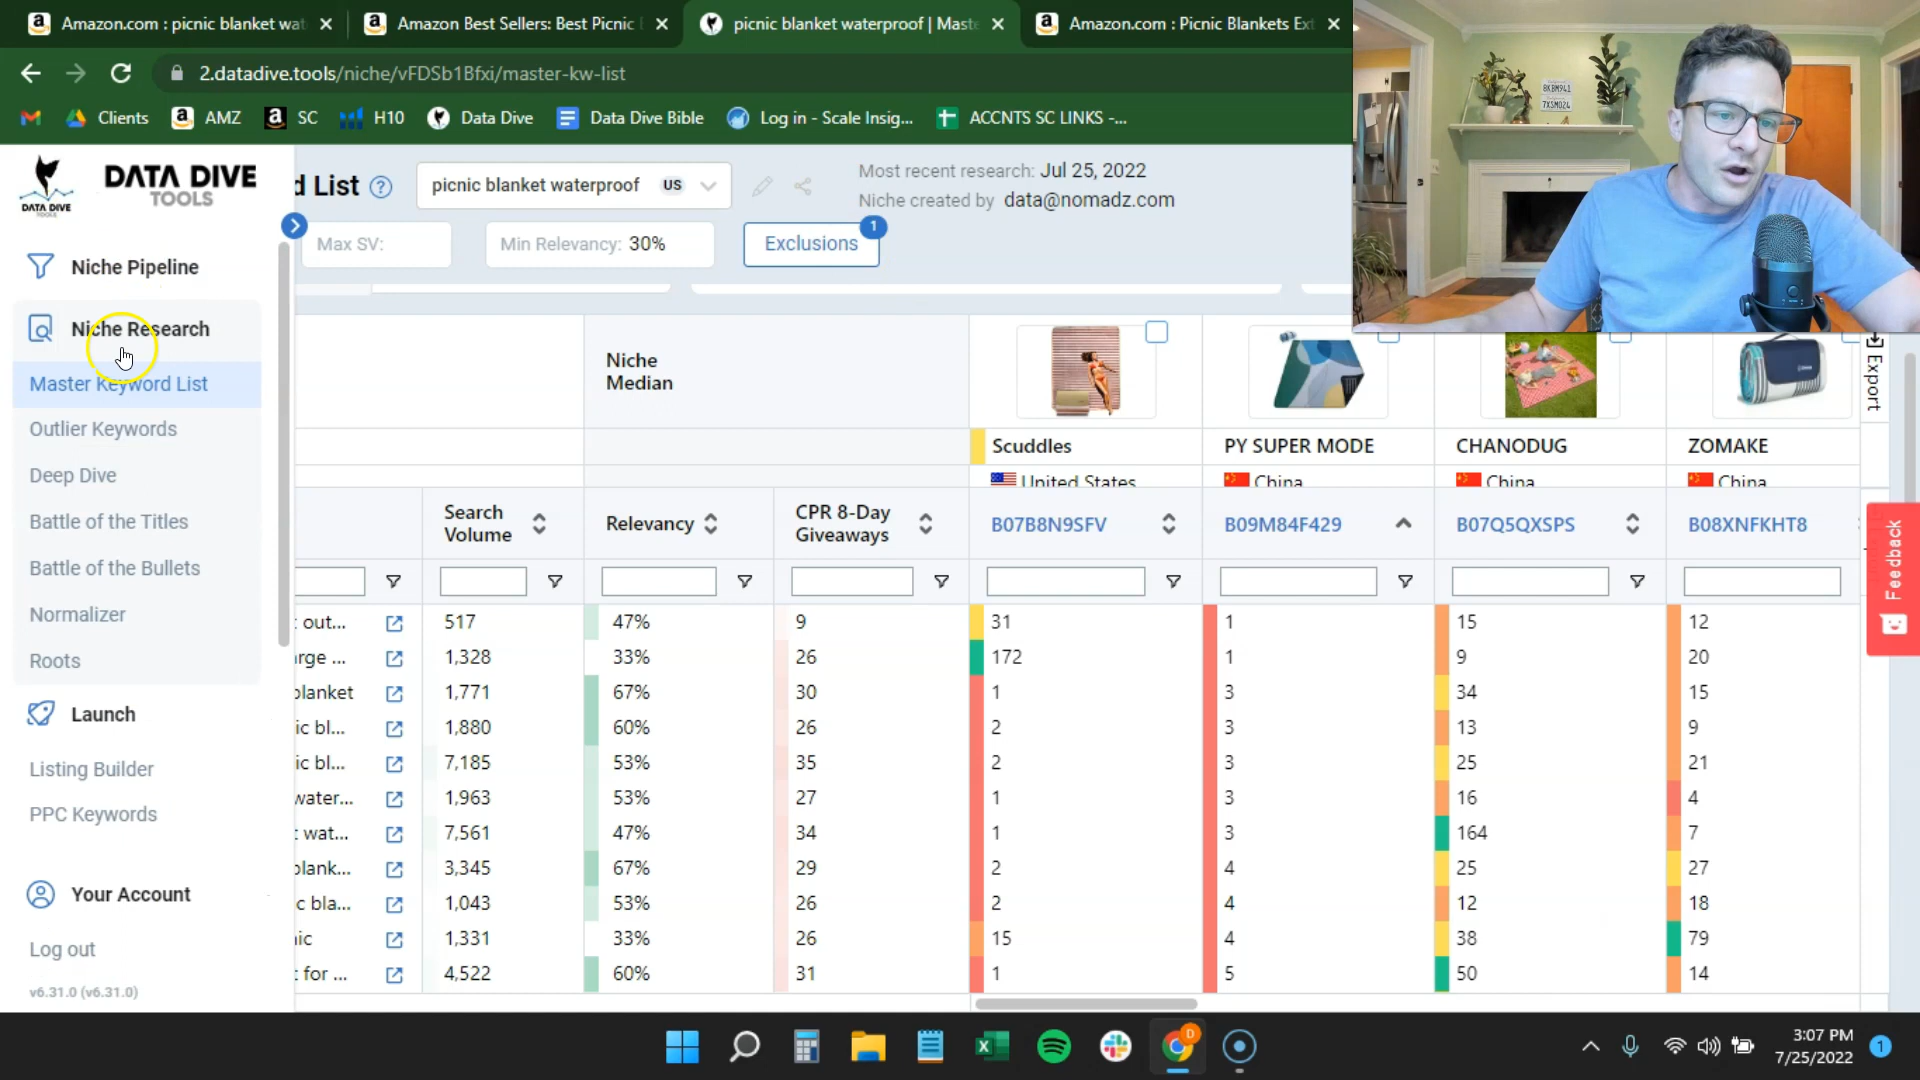 Amazon.com : picnic blanket wat
Amazon Best Sellers: Best Picnic
picnic blanket waterproof | Maste
Amazon.com : Picnic Blankets Ext
2.datadive.tools/niche/vFDSb1Bfxi/master-kw-list
Clients
AMZ
SC
H10
Data Dive
Data Dive Bible
Log in - Scale Insig...
ACCNTS SC LINKS -...
BKBM941
7XSM024
DATA DIVE
TOOLS
DATA DIVE
d List
picnic blanket waterproof US
Most recent research: Jul 25, 2022
Niche created by data@nomadz.com
Max SV:
Min Relevancy: 30%
Exclusions
1
Niche Pipeline
Niche Research
Master Keyword List
Outlier Keywords
Deep Dive
Battle of the Titles
Battle of the Bullets
Normalizer
Roots
Launch
Listing Builder
PPC Keywords
Your Account
Log out
v6.31.0 (v6.31.0)
Niche
Median
Export
Scuddles
PY SUPER MODE
CHANODUG
ZOMAKE
United States
China
China
China
Search
Volume
Relevancy
CPR 8-Day
Giveaways
B07B8N9SFV
B09M84F429
B07Q5QXSPS
B08XNFKHT8
Feedback
: out... 517 47% 9 31 1 15 12
rge ... 1,328 33% 26 172 1 9 20
blanket 1,771 67% 30 1 3 34 15
ic bl... 1,880 60% 26 2 3 13 9
ic bl... 7,185 53% 35 2 3 25 21
water... 1,963 53% 27 1 3 16 4
: wat... 7,561 47% 34 1 3 164 7
blank... 3,345 67% 29 2 4 25 27
c bla... 1,043 53% 26 2 4 12 18
ic 1,331 33% 26 15 4 38 79
: for ... 4,522 60% 31 1 5 50 14
3:07 PM
7/25/2022
1